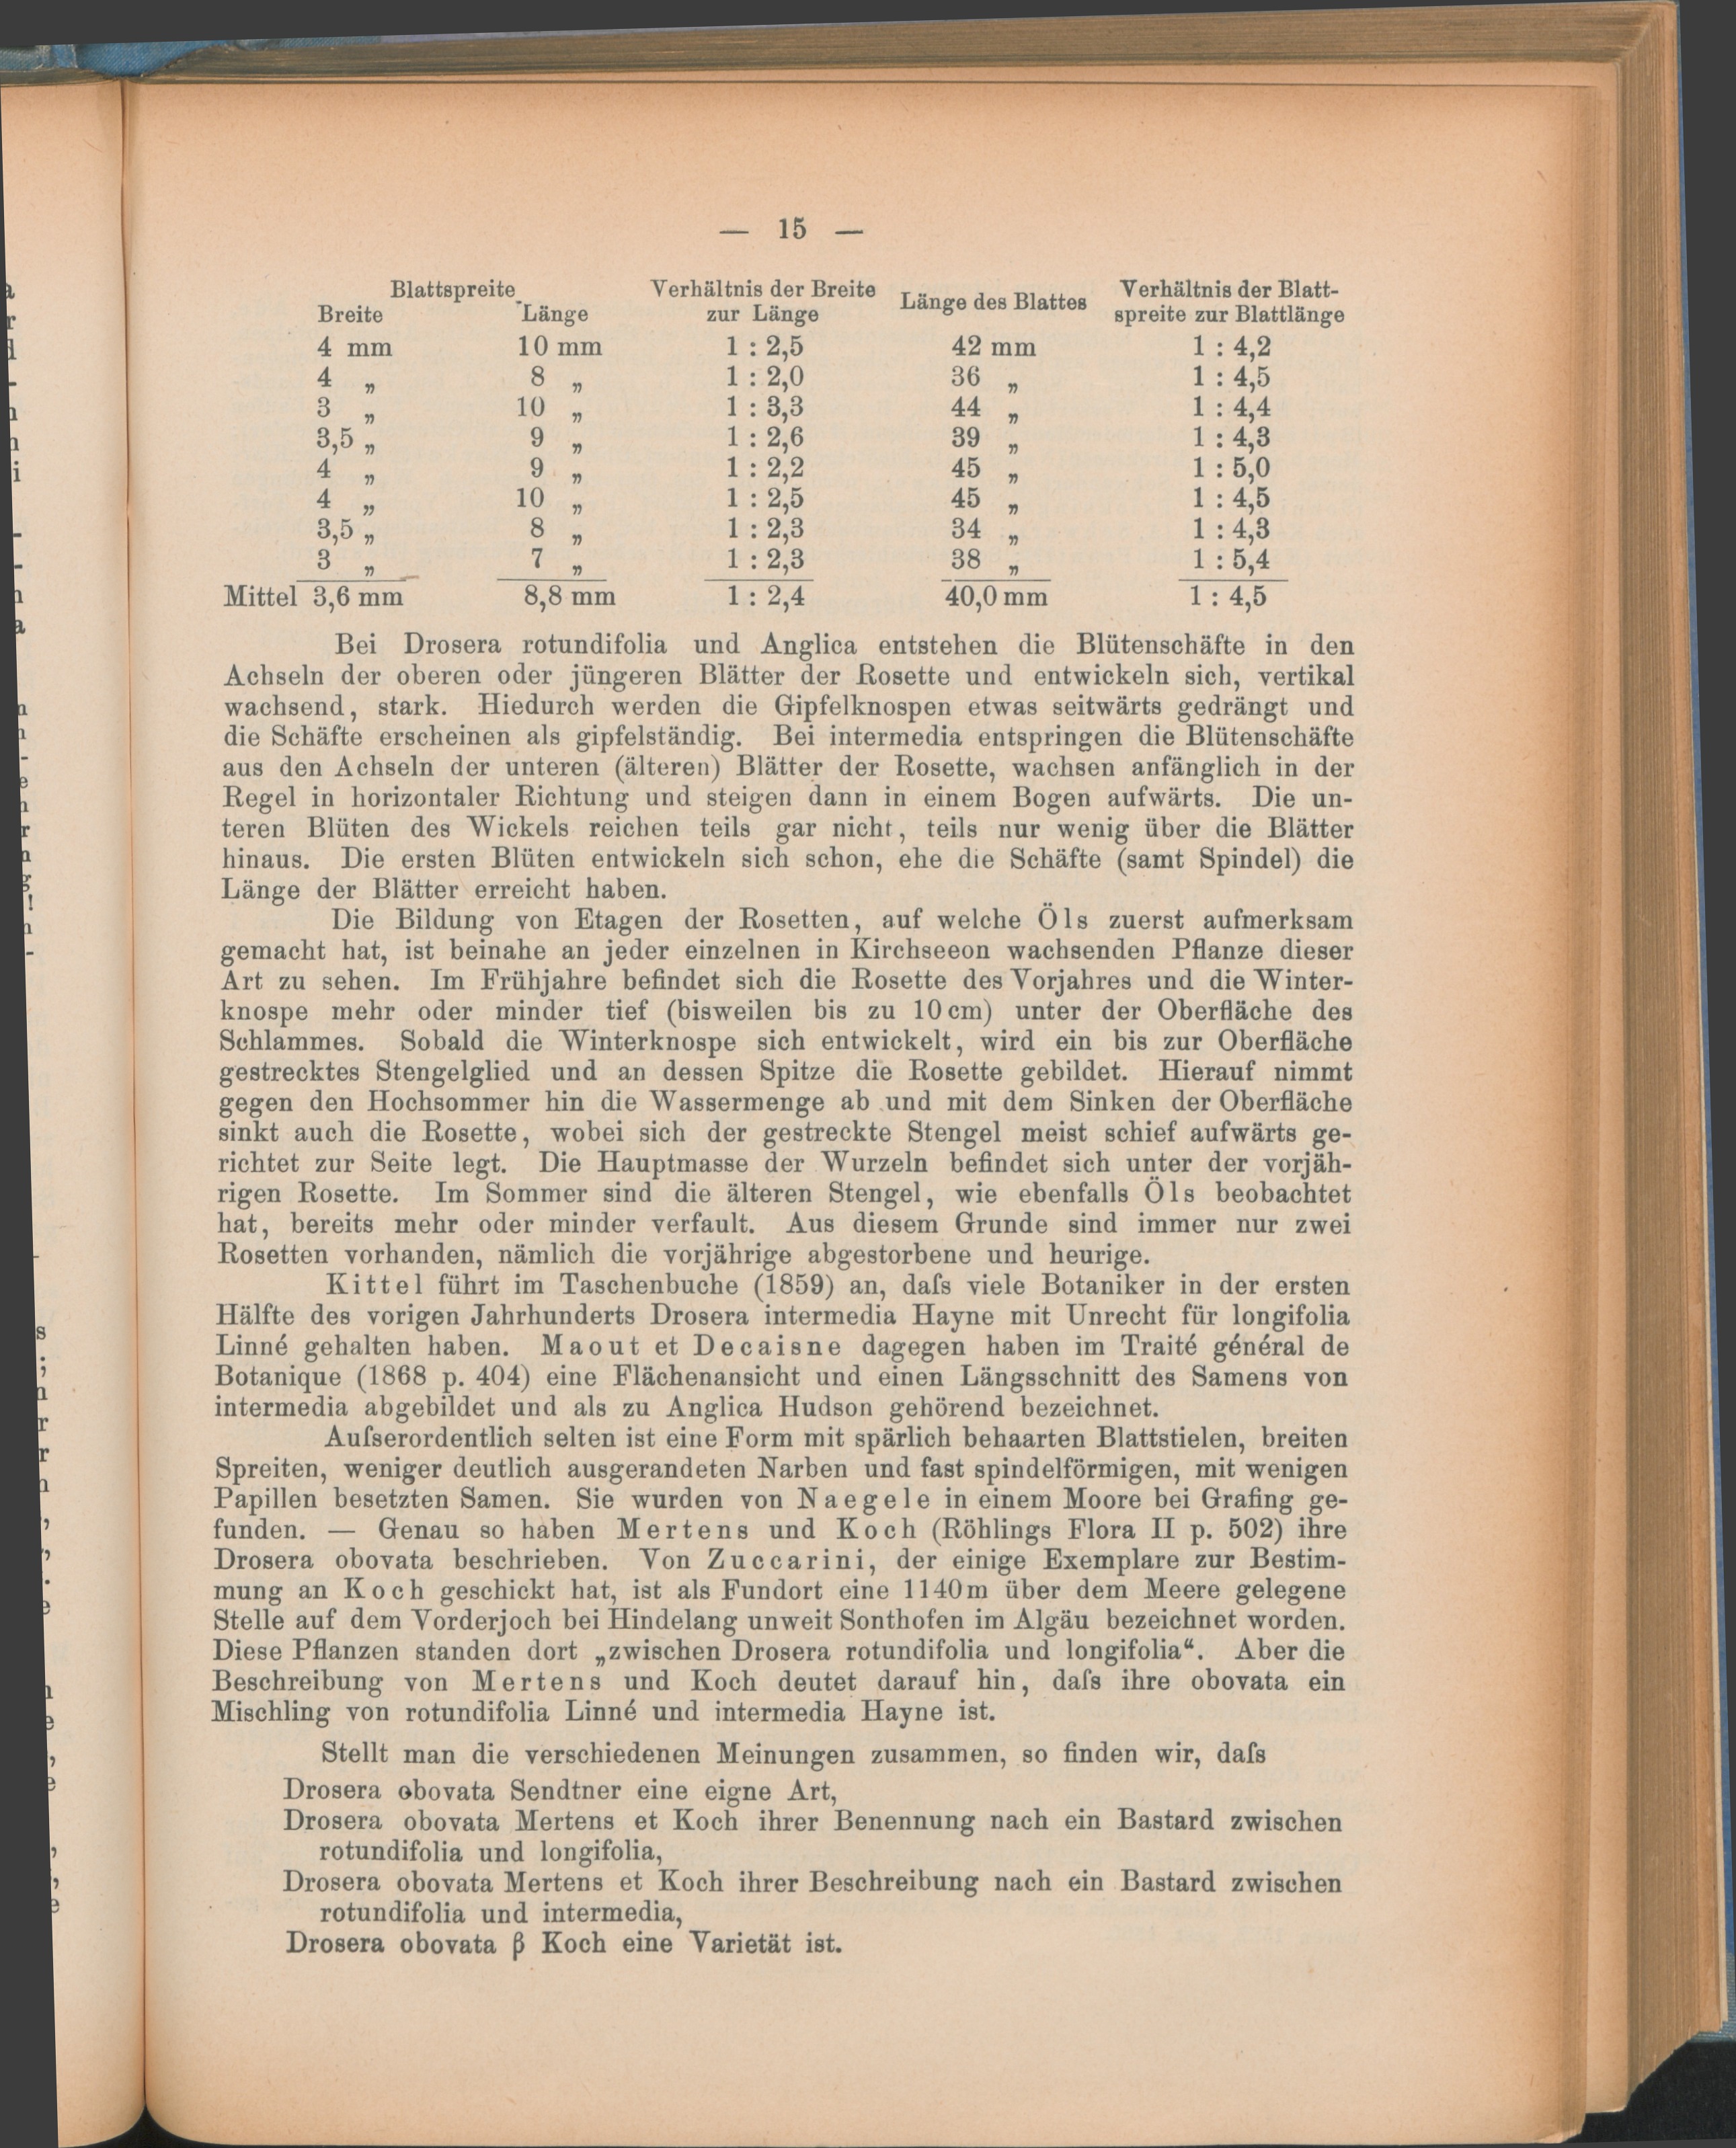 — 15 —
Blattspreite Verhältnis der Breite Länge des Blattes Verhältnis der Blatt-
Breite Länge zur Länge spreite zur Blattlänge
4 mm 10 mm 1 : 2,5 42 mm 1 : 4,2
4 „ 8 „ 1 : 2,0 36 „ 1 : 4,5
3 „ 10 „ 1 : 3,3 44 „ 1 : 4,4
3,5 „ 9 „ 1 : 2,6 39 „ 1 : 4,3
4 „ 9 „ 1 : 2,2 45 „ 1 : 5,0
4 „ 10 „ 1 : 2,5 45 „ 1 : 4,5
3,5 „ 8 „ 1 : 2,3 34 „ 1 : 4,3
3 „ 7 „ 1 : 2,3 38 „ 1 : 5,4
Mittel 3,6 mm 8,8 mm 1 : 2,4 40,0 mm 1 : 4,5
Bei Drosera rotundifolia und Anglica entstehen die Blütenschäfte in den
Achseln der oberen oder jüngeren Blätter der Rosette und entwickeln sich, vertikal
wachsend, stark. Hiedurch werden die Gipfelknospen etwas seitwärts gedrängt und
die Schäfte erscheinen als gipfelständig. Bei intermedia entspringen die Blütenschäfte
aus den Achseln der unteren (älteren) Blätter der Rosette, wachsen anfänglich in der
Regel in horizontaler Richtung und steigen dann in einem Bogen aufwärts. Die un-
teren Blüten des Wickels reichen teils gar nicht, teils nur wenig über die Blätter
hinaus. Die ersten Blüten entwickeln sich schon, ehe die Schäfte (samt Spindel) die
Länge der Blätter erreicht haben.
Die Bildung von Etagen der Rosetten, auf welche Öls zuerst aufmerksam
gemacht hat, ist beinahe an jeder einzelnen in Kirchseeon wachsenden Pflanze dieser
Art zu sehen. Im Frühjahre befindet sich die Rosette des Vorjahres und die Winter-
knospe mehr oder minder tief (bisweilen bis zu 10 cm) unter der Oberfläche des
Schlammes. Sobald die Winterknospe sich entwickelt, wird ein bis zur Oberfläche
gestrecktes Stengelglied und an dessen Spitze die Rosette gebildet. Hierauf nimmt
gegen den Hochsommer hin die Wassermenge ab und mit dem Sinken der Oberfläche
sinkt auch die Rosette, wobei sich der gestreckte Stengel meist schief aufwärts ge-
richtet zur Seite legt. Die Hauptmasse der Wurzeln befindet sich unter der vorjäh-
rigen Rosette. Im Sommer sind die älteren Stengel, wie ebenfalls Öls beobachtet
hat, bereits mehr oder minder verfault. Aus diesem Grunde sind immer nur zwei
Rosetten vorhanden, nämlich die vorjährige abgestorbene und heurige.
Kittel führt im Taschenbuche (1859) an, daſs viele Botaniker in der ersten
Hälfte des vorigen Jahrhunderts Drosera intermedia Hayne mit Unrecht für longifolia
Linné gehalten haben. Maout et Decaisne dagegen haben im Traité général de
Botanique (1868 p. 404) eine Flächenansicht und einen Längsschnitt des Samens von
intermedia abgebildet und als zu Anglica Hudson gehörend bezeichnet.
Auſserordentlich selten ist eine Form mit spärlich behaarten Blattstielen, breiten
Spreiten, weniger deutlich ausgerandeten Narben und fast spindelförmigen, mit wenigen
Papillen besetzten Samen. Sie wurden von Naegele in einem Moore bei Grafing ge-
funden. — Genau so haben Mertens und Koch (Röhlings Flora II p. 502) ihre
Drosera obovata beschrieben. Von Zuccarini, der einige Exemplare zur Bestim-
mung an Koch geschickt hat, ist als Fundort eine 1140 m über dem Meere gelegene
Stelle auf dem Vorderjoch bei Hindelang unweit Sonthofen im Algäu bezeichnet worden.
Diese Pflanzen standen dort „zwischen Drosera rotundifolia und longifolia“. Aber die
Beschreibung von Mertens und Koch deutet darauf hin, daſs ihre obovata ein
Mischling von rotundifolia Linné und intermedia Hayne ist.
Stellt man die verschiedenen Meinungen zusammen, so finden wir, daſs
Drosera obovata Sendtner eine eigne Art,
Drosera obovata Mertens et Koch ihrer Benennung nach ein Bastard zwischen
rotundifolia und longifolia,
Drosera obovata Mertens et Koch ihrer Beschreibung nach ein Bastard zwischen
rotundifolia und intermedia,
Drosera obovata β Koch eine Varietät ist.